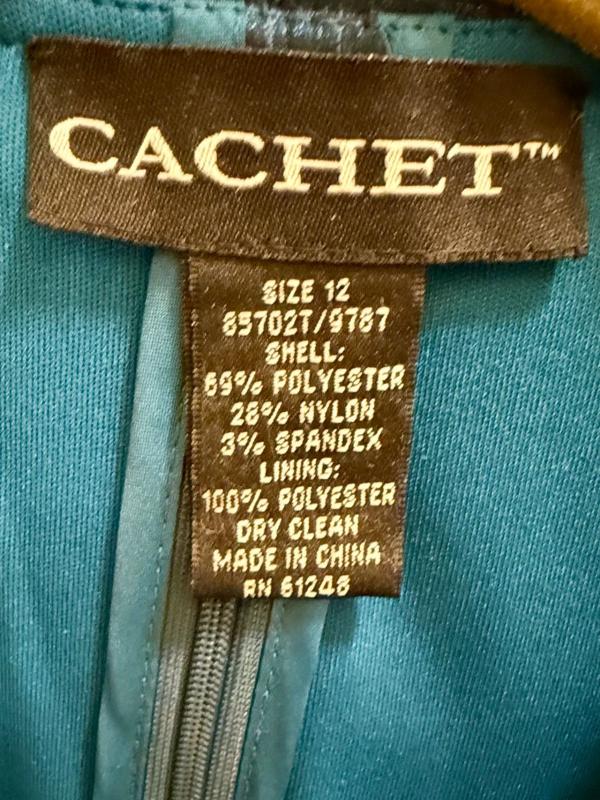 CACHET™
SIZE 12
85702T/9787
SHELL:
69% POLYESTER
28% NYLON
3% SPANDEX
LINING:
100% POLYESTER
DRY CLEAN
MADE IN CHINA
RN 61248